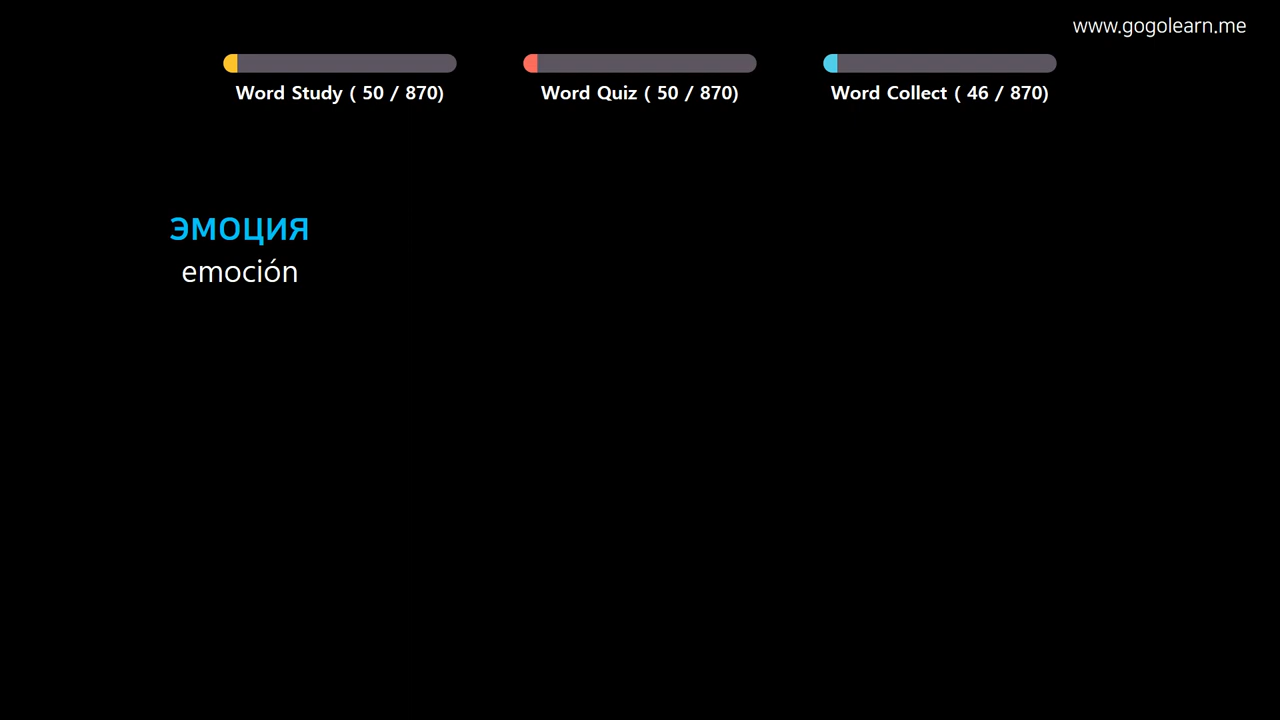 www.gogolearn.me
Word Study ( 50 / 870)
Word Quiz ( 50 / 870)
Word Collect ( 46 / 870)
эмоция
emoción